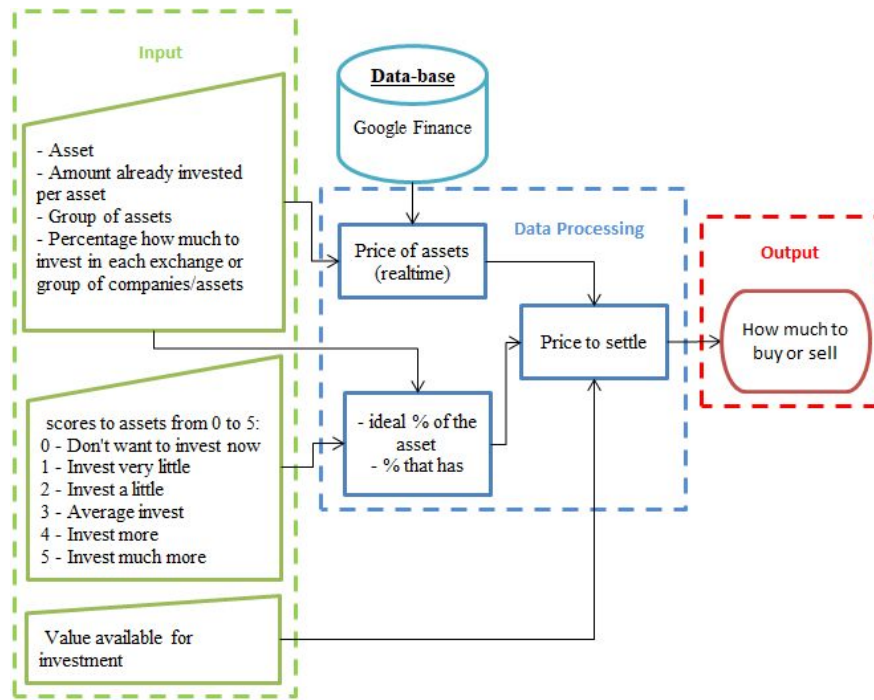 Input
- Asset
- Amount already invested
per asset
- Group of assets
- Percentage how much to
invest in each exchange or
group of companies/assets
scores to assets from 0 to 5:
0 - Don't want to invest now
1 - Invest very little
2 - Invest a little
3 - Average invest
4 - Invest more
5 - Invest much more
Value available for
investment
Data-base
Google Finance
Data Processing
Price of assets
(realtime)
- ideal % of the
asset
- % that has
Price to settle
Output
How much to
buy or sell